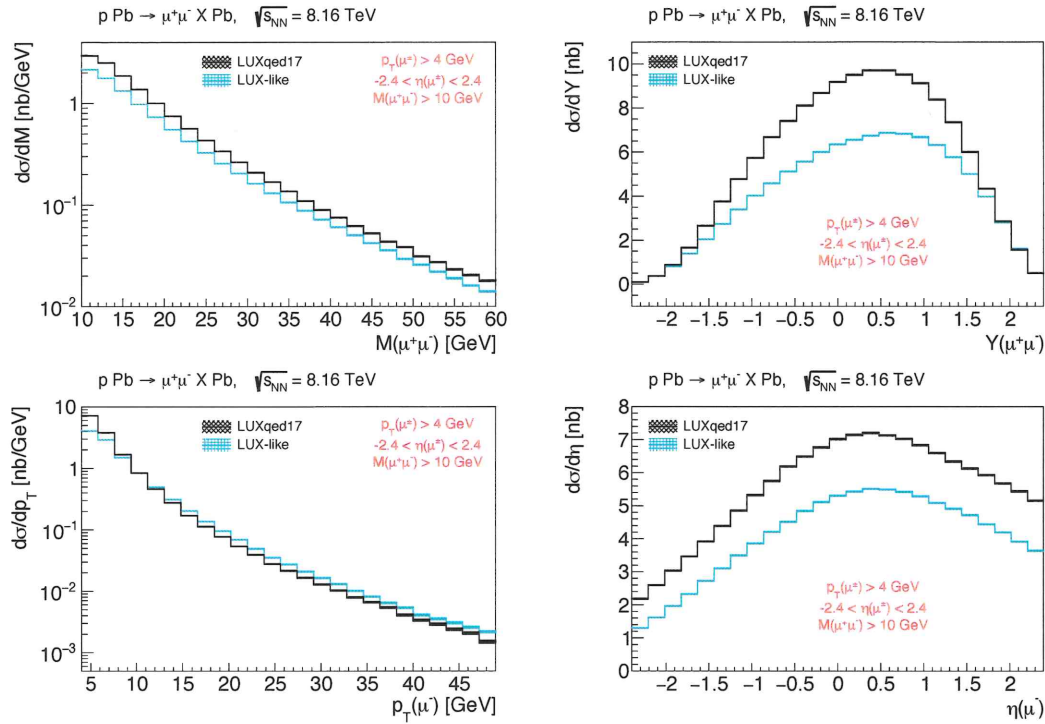 p Pb → μ⁺μ⁻ X Pb, √s_NN = 8.16 TeV
dσ/dM [nb/GeV]
LUXqed17
LUX-like
p_T(μ±) > 4 GeV
-2.4 < η(μ±) < 2.4
M(μ⁺μ⁻) > 10 GeV
1
10⁻¹
10⁻²
10 15 20 25 30 35 40 45 50 55 60
M(μ⁺μ⁻) [GeV]
p Pb → μ⁺μ⁻ X Pb, √s_NN = 8.16 TeV
dσ/dY [nb]
LUXqed17
LUX-like
10
8
6
4
2
0
p_T(μ±) > 4 GeV
-2.4 < η(μ±) < 2.4
M(μ⁺μ⁻) > 10 GeV
−2 −1.5 −1 −0.5 0 0.5 1 1.5 2
Y(μ⁺μ⁻)
p Pb → μ⁺μ⁻ X Pb, √s_NN = 8.16 TeV
dσ/dp_T [nb/GeV]
LUXqed17
LUX-like
p_T(μ±) > 4 GeV
-2.4 < η(μ±) < 2.4
M(μ⁺μ⁻) > 10 GeV
10
1
10⁻¹
10⁻²
10⁻³
5 10 15 20 25 30 35 40 45
p_T(μ⁻) [GeV]
p Pb → μ⁺μ⁻ X Pb, √s_NN = 8.16 TeV
dσ/dη [nb]
LUXqed17
LUX-like
8
7
6
5
4
3
2
1
0
p_T(μ±) > 4 GeV
-2.4 < η(μ±) < 2.4
M(μ⁺μ⁻) > 10 GeV
−2 −1.5 −1 −0.5 0 0.5 1 1.5 2
η(μ⁻)